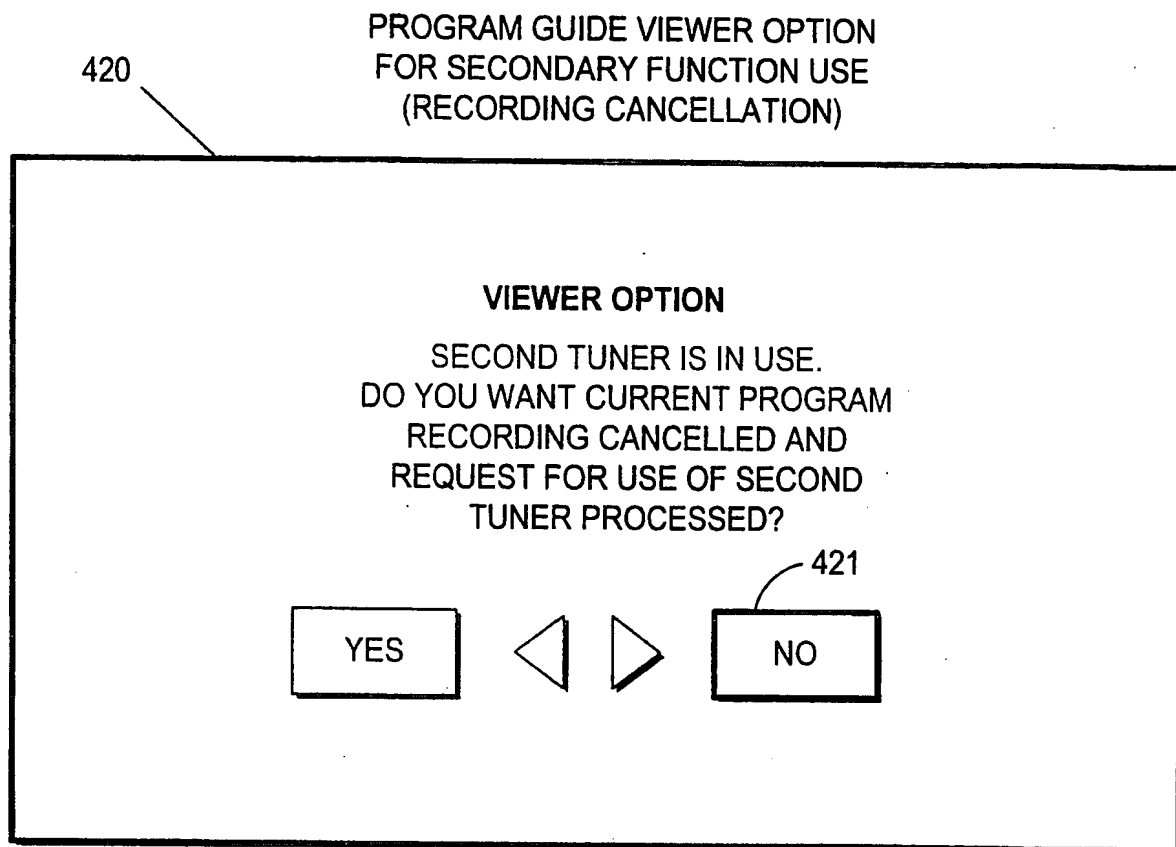 PROGRAM GUIDE VIEWER OPTION
FOR SECONDARY FUNCTION USE
(RECORDING CANCELLATION)
420
VIEWER OPTION
SECOND TUNER IS IN USE.
DO YOU WANT CURRENT PROGRAM
RECORDING CANCELLED AND
REQUEST FOR USE OF SECOND
TUNER PROCESSED?
421
YES
NO